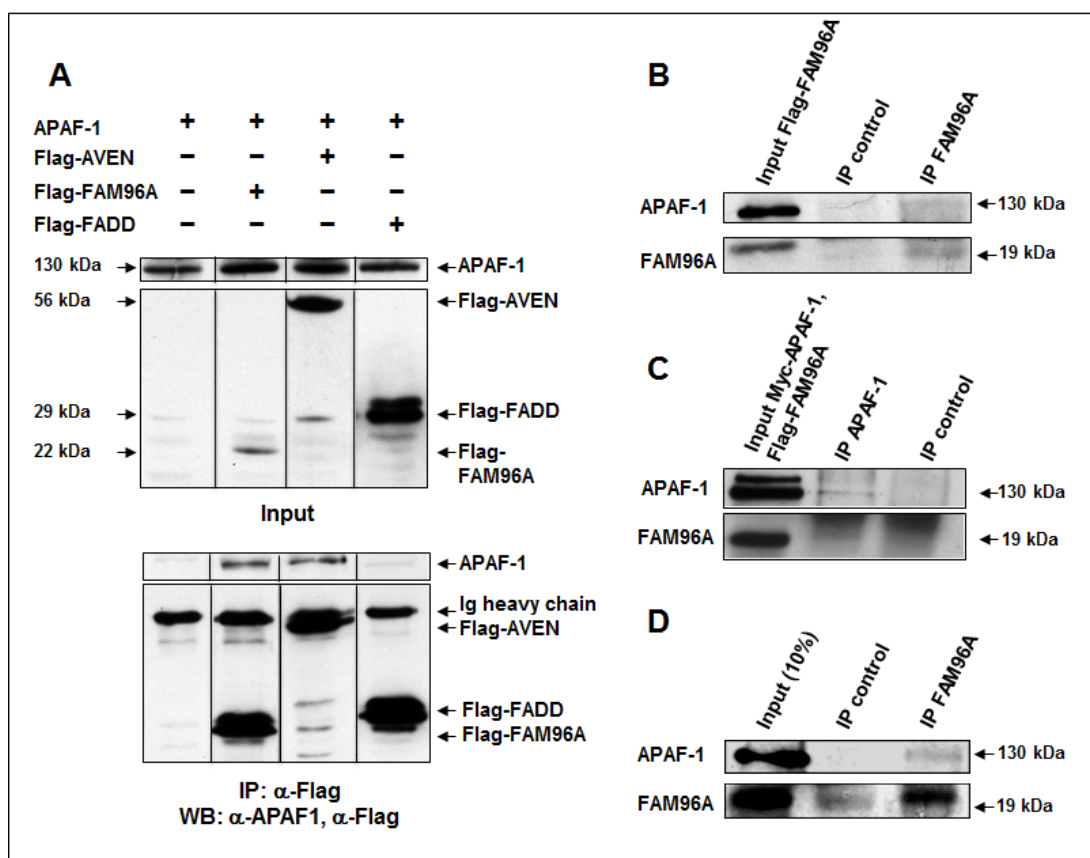 A
APAF-1 + + + +
Flag-AVEN − − + −
Flag-FAM96A − + − −
Flag-FADD − − − +
130 kDa
APAF-1
56 kDa
Flag-AVEN
29 kDa
Flag-FADD
22 kDa
Flag-
FAM96A
Input
APAF-1
Ig heavy chain
Flag-AVEN
Flag-FADD
Flag-FAM96A
IP: α-Flag
WB: α-APAF1, α-Flag
B
Input Flag-FAM96A
IP control
IP FAM96A
APAF-1
130 kDa
FAM96A
19 kDa
C
Input Myc-APAF-1,
Flag-FAM96A
IP APAF-1
IP control
APAF-1
130 kDa
FAM96A
19 kDa
D
Input (10%)
IP control
IP FAM96A
APAF-1
130 kDa
FAM96A
19 kDa